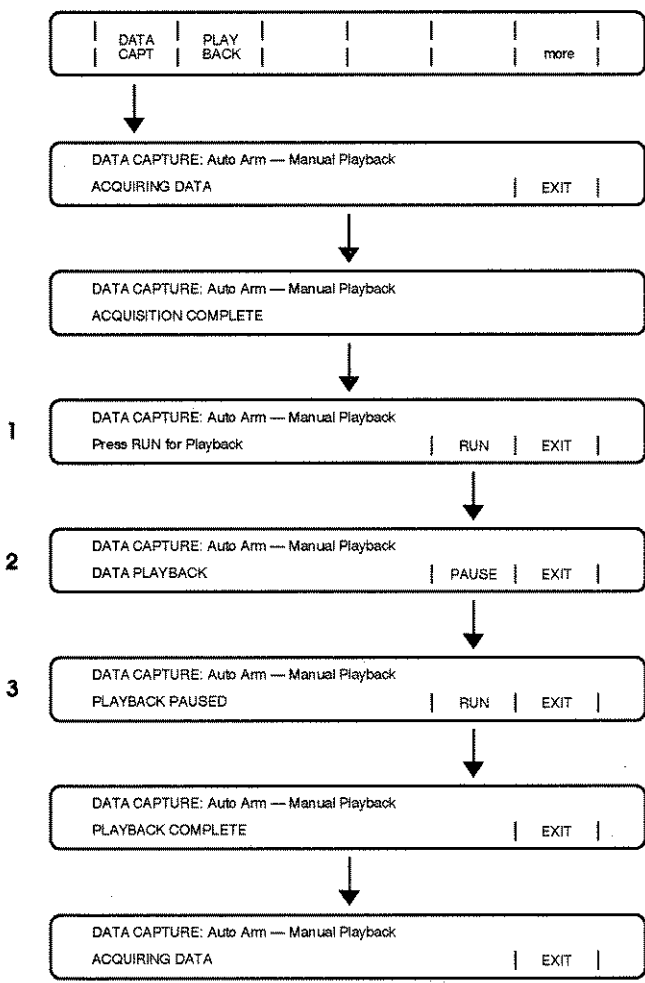 DATA CAPT PLAY BACK more
DATA CAPTURE: Auto Arm — Manual Playback
ACQUIRING DATA EXIT
DATA CAPTURE: Auto Arm — Manual Playback
ACQUISITION COMPLETE
1
DATA CAPTURE: Auto Arm — Manual Playback
Press RUN for Playback RUN EXIT
2
DATA CAPTURE: Auto Arm — Manual Playback
DATA PLAYBACK PAUSE EXIT
3
DATA CAPTURE: Auto Arm — Manual Playback
PLAYBACK PAUSED RUN EXIT
DATA CAPTURE: Auto Arm — Manual Playback
PLAYBACK COMPLETE EXIT
DATA CAPTURE: Auto Arm — Manual Playback
ACQUIRING DATA EXIT